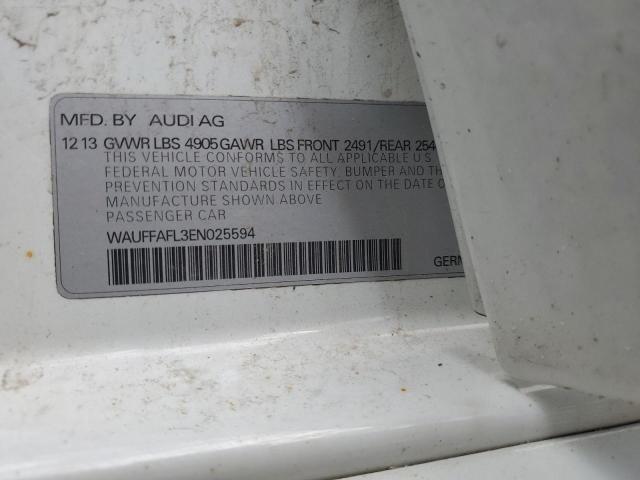 MFD. BY AUDI AG
12 13 GVWR LBS 4905 GAWR LBS FRONT 2491/REAR 254
THIS VEHICLE CONFORMS TO ALL APPLICABLE U S
FEDERAL MOTOR VEHICLE SAFETY, BUMPER AND
PREVENTION STANDARDS IN EFFECT ON THE DATE
MANUFACTURE SHOWN ABOVE
PASSENGER CAR
WAUFFAFL3EN025594